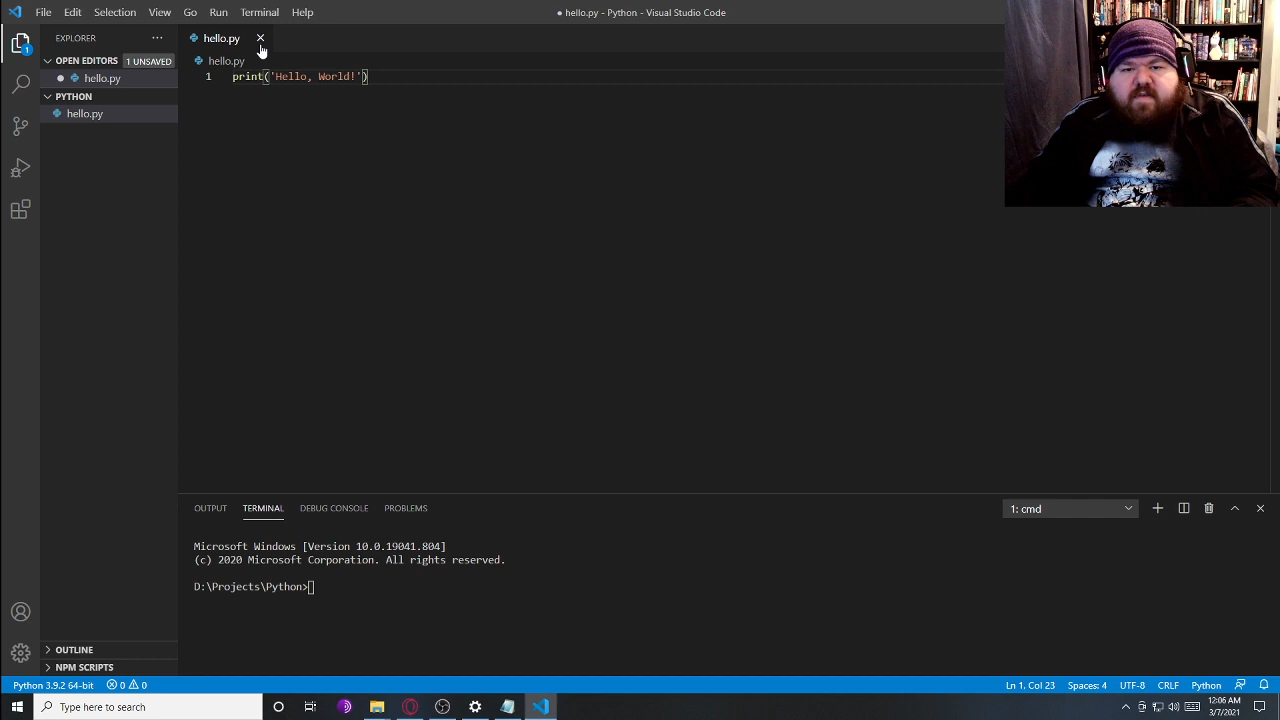 File Edit Selection View Go Run Terminal Help
● hello.py - Python - Visual Studio Code
EXPLORER ...
hello.py
OPEN EDITORS 1 UNSAVED
hello.py
hello.py
1 print('Hello, World!')
PYTHON
hello.py
OUTPUT TERMINAL DEBUG CONSOLE PROBLEMS
1: cmd
Microsoft Windows [Version 10.0.19041.804]
(c) 2020 Microsoft Corporation. All rights reserved.
D:\Projects\Python>
OUTLINE
NPM SCRIPTS
1
Python 3.9.2 64-bit 0 0
Ln 1, Col 23 Spaces: 4 UTF-8 CRLF Python
Type here to search
12:06 AM
3/7/2021